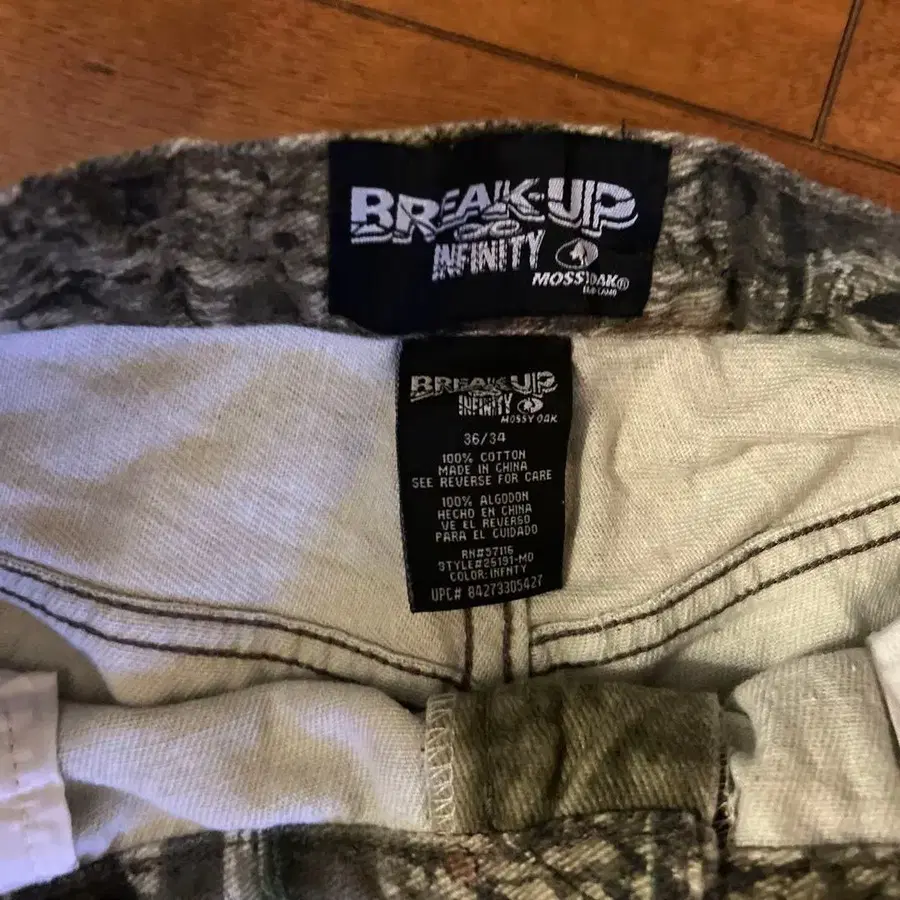 BREAK-UP
INFINITY
MOSSY OAK®
BREAK-UP
INFINITY
MOSSY OAK
36/34
100% COTTON
MADE IN CHINA
SEE REVERSE FOR CARE
100% ALGODON
HECHO EN CHINA
VE EL REVERSO
PARA EL CUIDADO
RN#57116
STYLE#25191-MO
COLOR:INFNTY
UPC# 84273305427